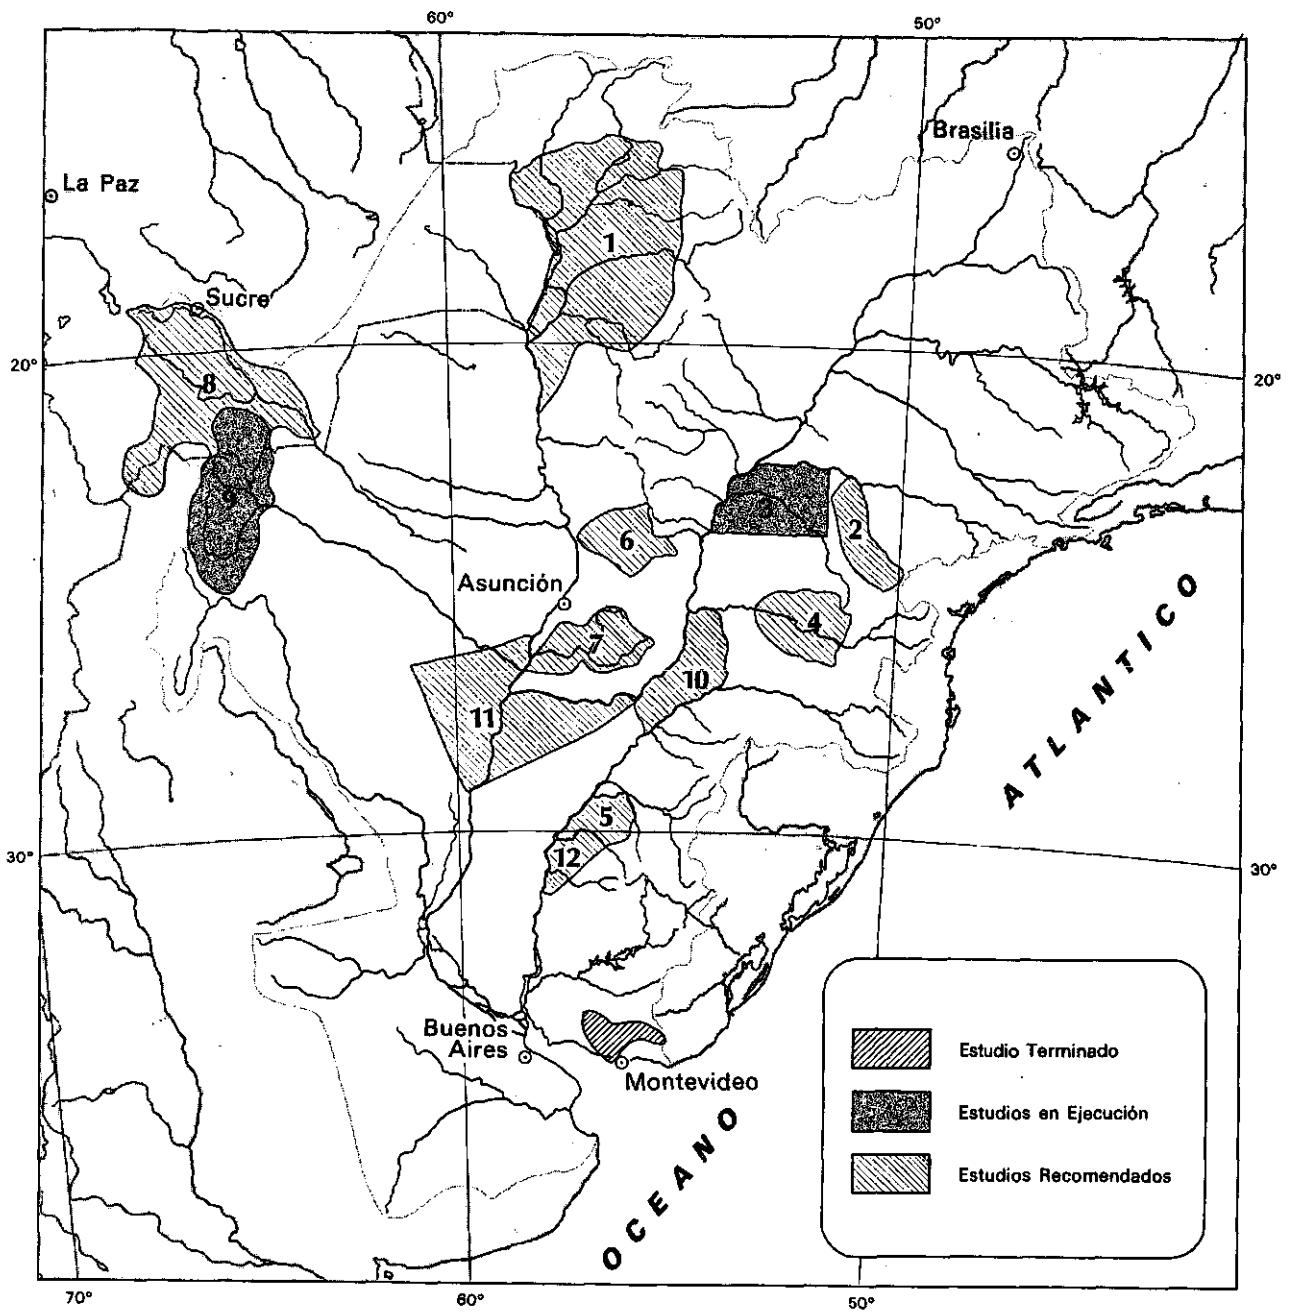 60°
50°
Brasilia
La Paz
1
Sucre
20°
20°
8
9
3
2
6
Asunción
4
7
10
11
ATLANTICO
5
12
30°
30°
Buenos
Aires
Montevideo
OCEANO
Estudio Terminado
Estudios en Ejecución
Estudios Recomendados
70°
60°
50°